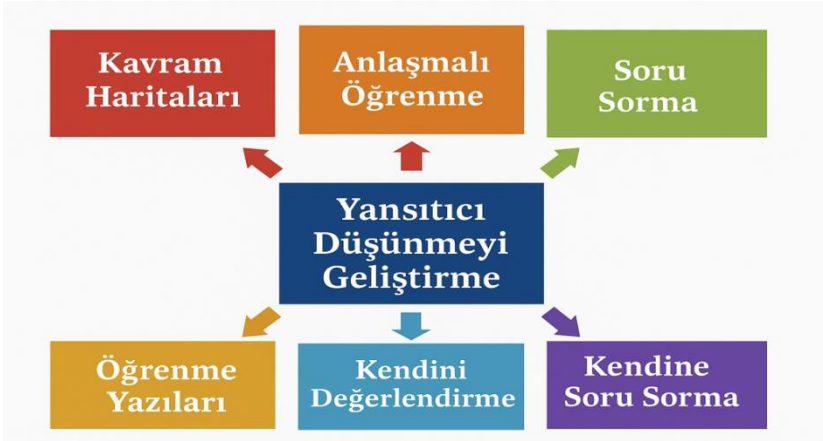 Kavram
Haritaları
Anlaşmalı
Öğrenme
Soru
Sorma
Yansıtıcı
Düşünmeyi
Geliştirme
Öğrenme
Yazıları
Kendini
Değerlendirme
Kendine
Soru Sorma